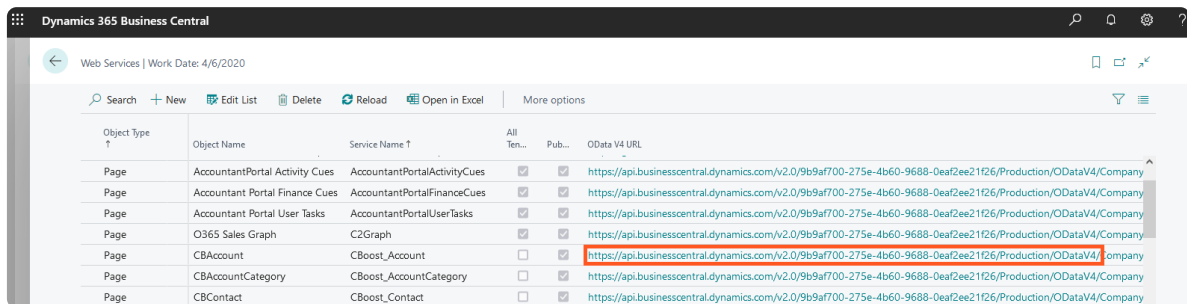 Dynamics 365 Business Central
?
Web Services | Work Date: 4/6/2020
Search New Edit List Delete Reload Open in Excel More options
Object Type ↑ Object Name Service Name ↑ All Ten... Pub... OData V4 URL
Page AccountantPortal Activity Cues AccountantPortalActivityCues https://api.businesscentral.dynamics.com/v2.0/9b9af700-275e-4b60-9688-0eaf2ee21f26/Production/ODataV4/Company
Page Accountant Portal Finance Cues AccountantPortalFinanceCues https://api.businesscentral.dynamics.com/v2.0/9b9af700-275e-4b60-9688-0eaf2ee21f26/Production/ODataV4/Company
Page Accountant Portal User Tasks AccountantPortalUserTasks https://api.businesscentral.dynamics.com/v2.0/9b9af700-275e-4b60-9688-0eaf2ee21f26/Production/ODataV4/Company
Page O365 Sales Graph C2Graph https://api.businesscentral.dynamics.com/v2.0/9b9af700-275e-4b60-9688-0eaf2ee21f26/Production/ODataV4/Company
Page CBAccount CBoost_Account https://api.businesscentral.dynamics.com/v2.0/9b9af700-275e-4b60-9688-0eaf2ee21f26/Production/ODataV4/Company
Page CBAccountCategory CBoost_AccountCategory https://api.businesscentral.dynamics.com/v2.0/9b9af700-275e-4b60-9688-0eaf2ee21f26/Production/ODataV4/Company
Page CBContact CBoost_Contact https://api.businesscentral.dynamics.com/v2.0/9b9af700-275e-4b60-9688-0eaf2ee21f26/Production/ODataV4/Company